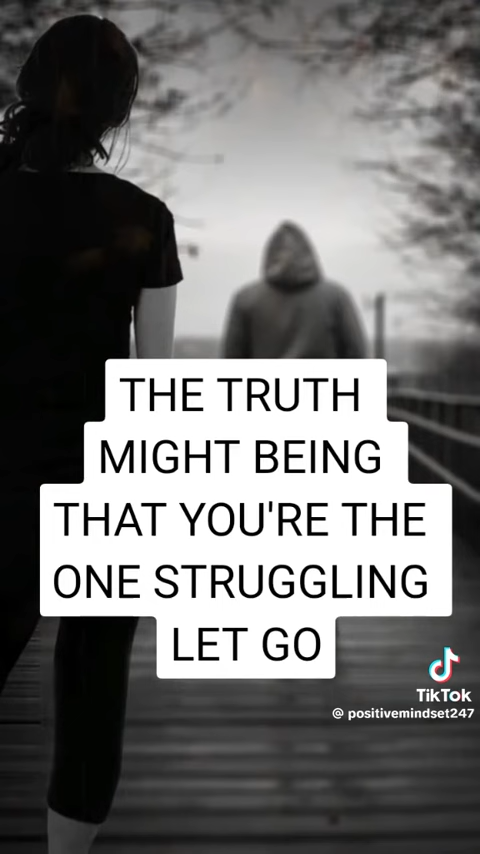 THE TRUTH
MIGHT BEING
THAT YOU'RE THE
ONE STRUGGLING
LET GO
TikTok
@ positivemindset247